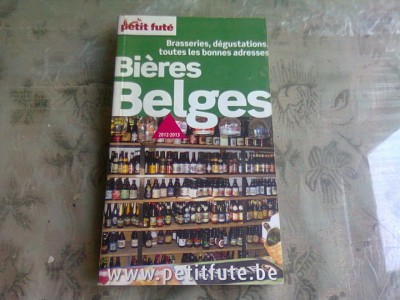 petit futé
Brasseries, dégustations,
toutes les bonnes adresses
Bières
Belges
2012-2013
www.petitfute.be